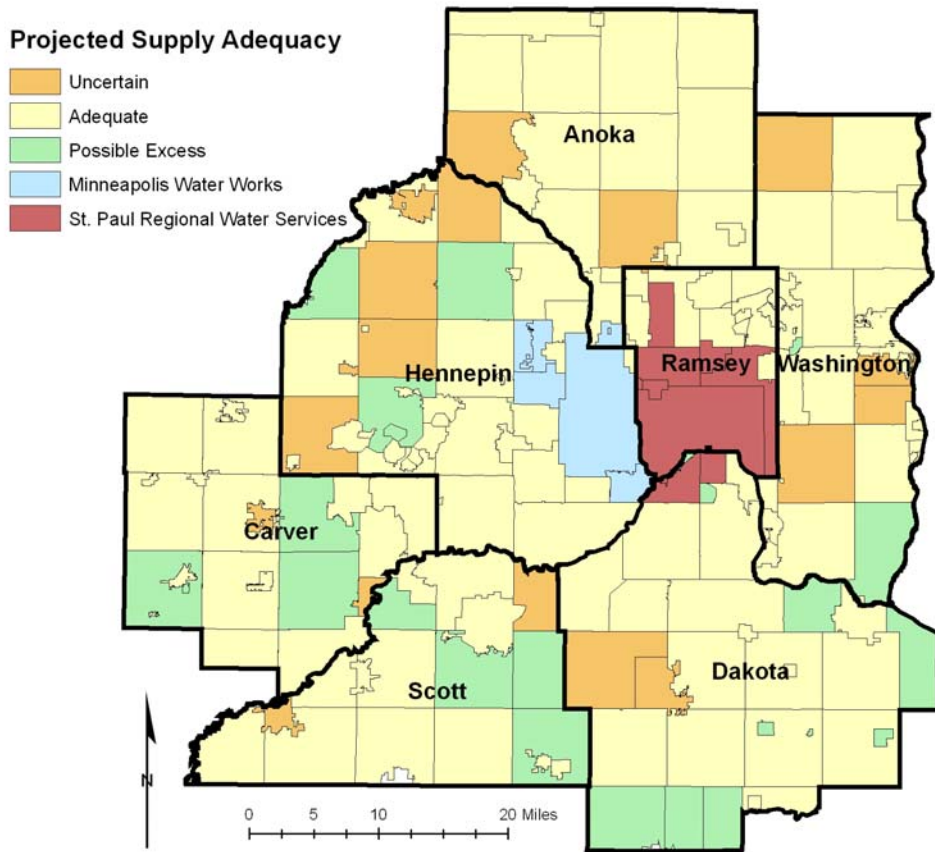 Projected Supply Adequacy
Uncertain
Adequate
Possible Excess
Minneapolis Water Works
St. Paul Regional Water Services
Anoka
Hennepin
Ramsey
Washington
Carver
Scott
Dakota
N
0 5 10 20 Miles